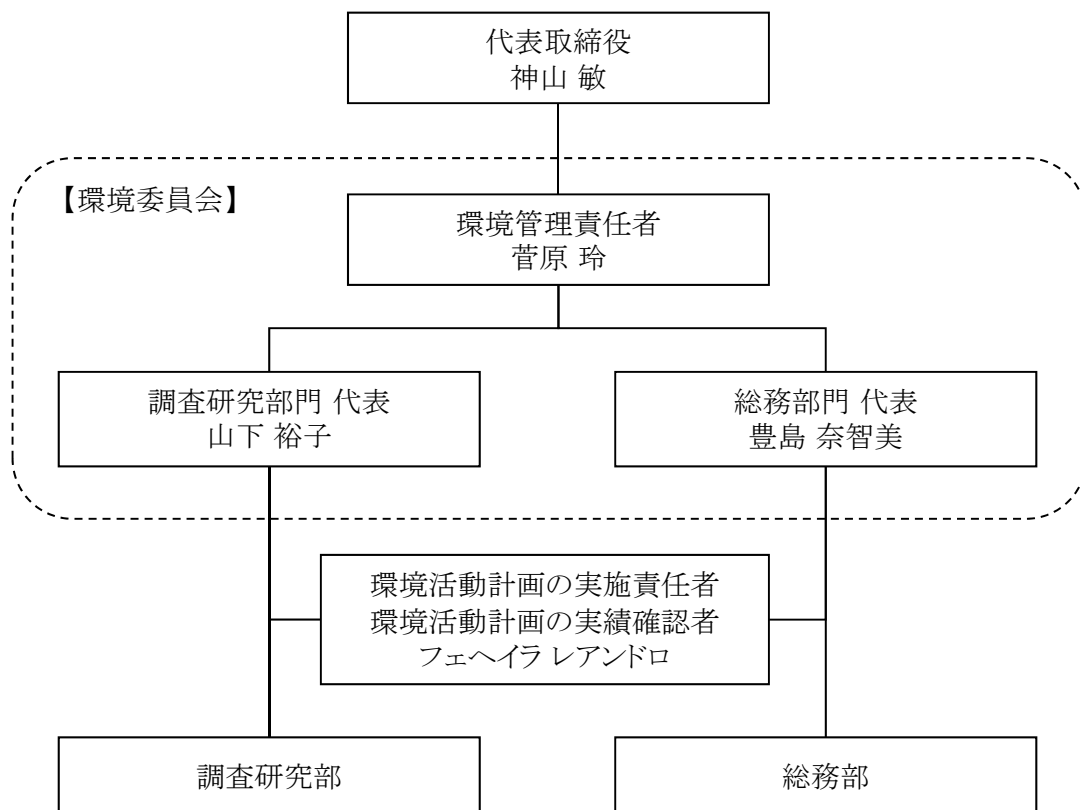 代表取締役
神山 敏
【環境委員会】
環境管理責任者
菅原 玲
調査研究部門 代表
山下 裕子
総務部門 代表
豊島 奈智美
環境活動計画の実施責任者
環境活動計画の実績確認者
フェヘイラ レアンドロ
調査研究部
総務部